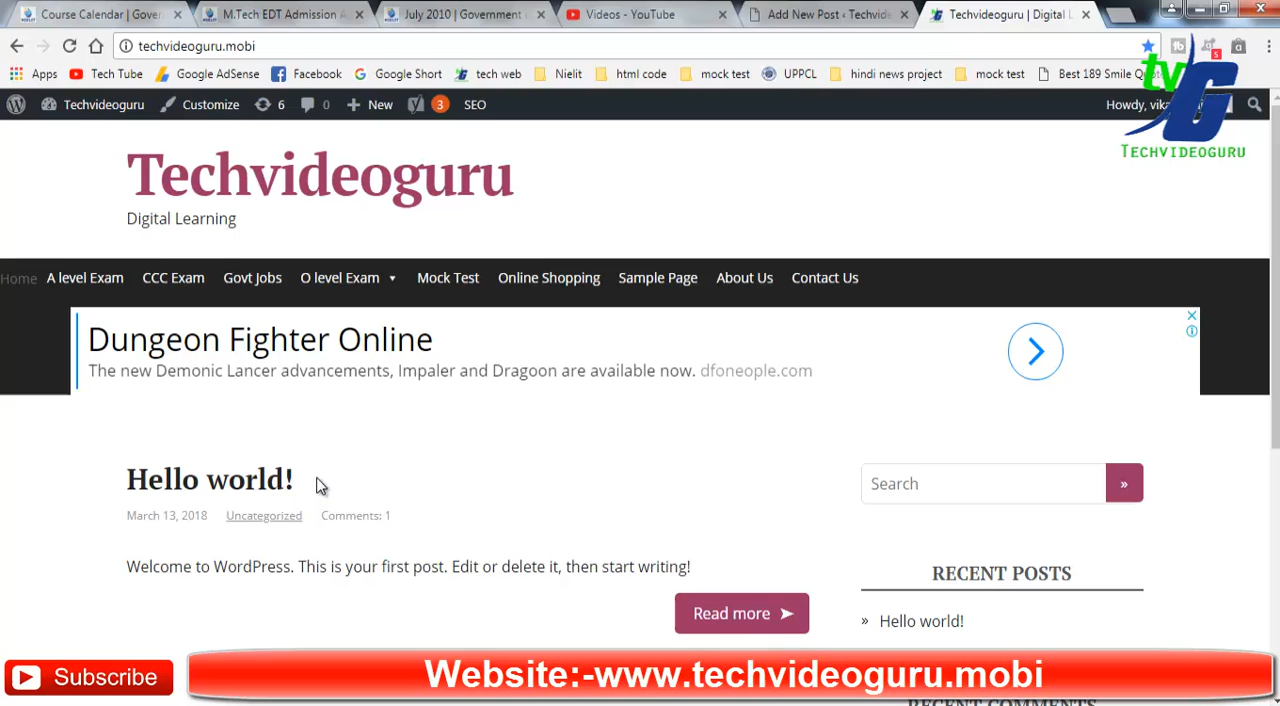 Course Calendar | Gover
M.Tech EDT Admission A
July 2010 | Government
Videos - YouTube
Add New Post ‹ Techvide
Techvideoguru | Digital L
techvideoguru.mobi
Apps
Tech Tube
Google AdSense
Facebook
Google Short
tech web
Nielit
html code
mock test
UPPCL
hindi news project
mock test
Best 189 Smile Quo
Techvideoguru
Customize
6
0
New
3
SEO
Howdy, vika
tvG
TECHVIDEOGURU
Techvideoguru
Digital Learning
Home
A level Exam
CCC Exam
Govt Jobs
O level Exam
Mock Test
Online Shopping
Sample Page
About Us
Contact Us
Dungeon Fighter Online
The new Demonic Lancer advancements, Impaler and Dragoon are available now. dfoneople.com
Hello world!
March 13, 2018
Uncategorized
Comments: 1
Welcome to WordPress. This is your first post. Edit or delete it, then start writing!
Read more
Search
»
RECENT POSTS
» Hello world!
RECENT COMMENTS
Subscribe
Website:-www.techvideoguru.mobi